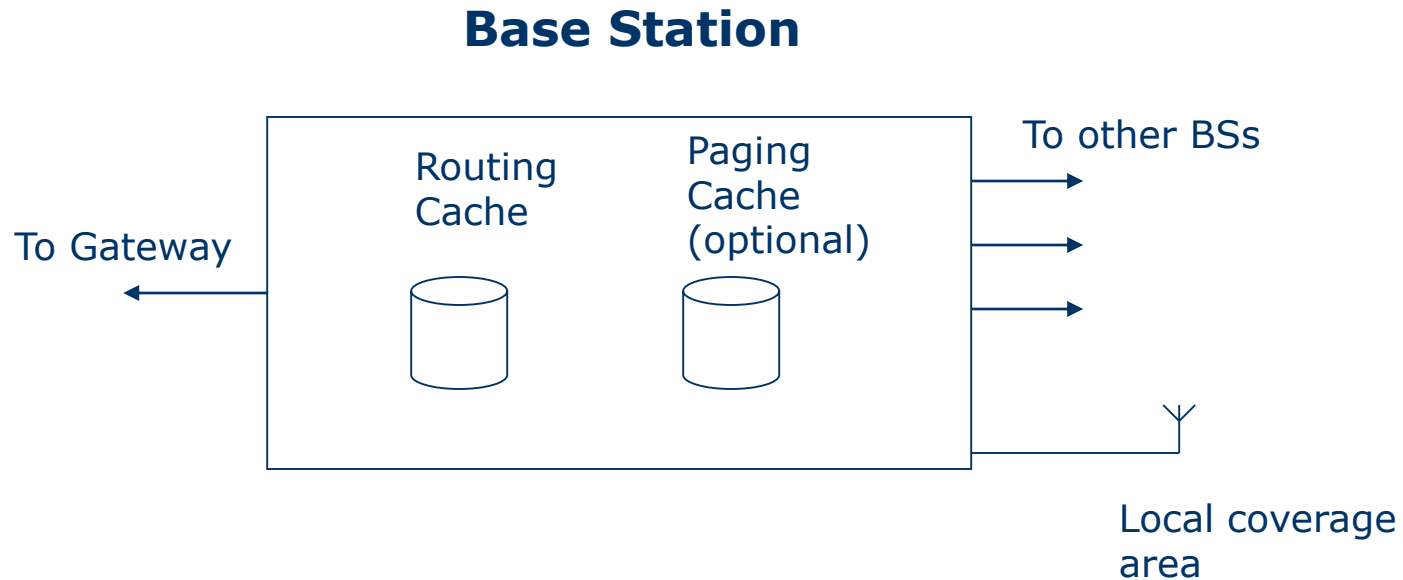 Base Station
To Gateway
Routing
Cache
Paging
Cache
(optional)
To other BSs
Local coverage
area